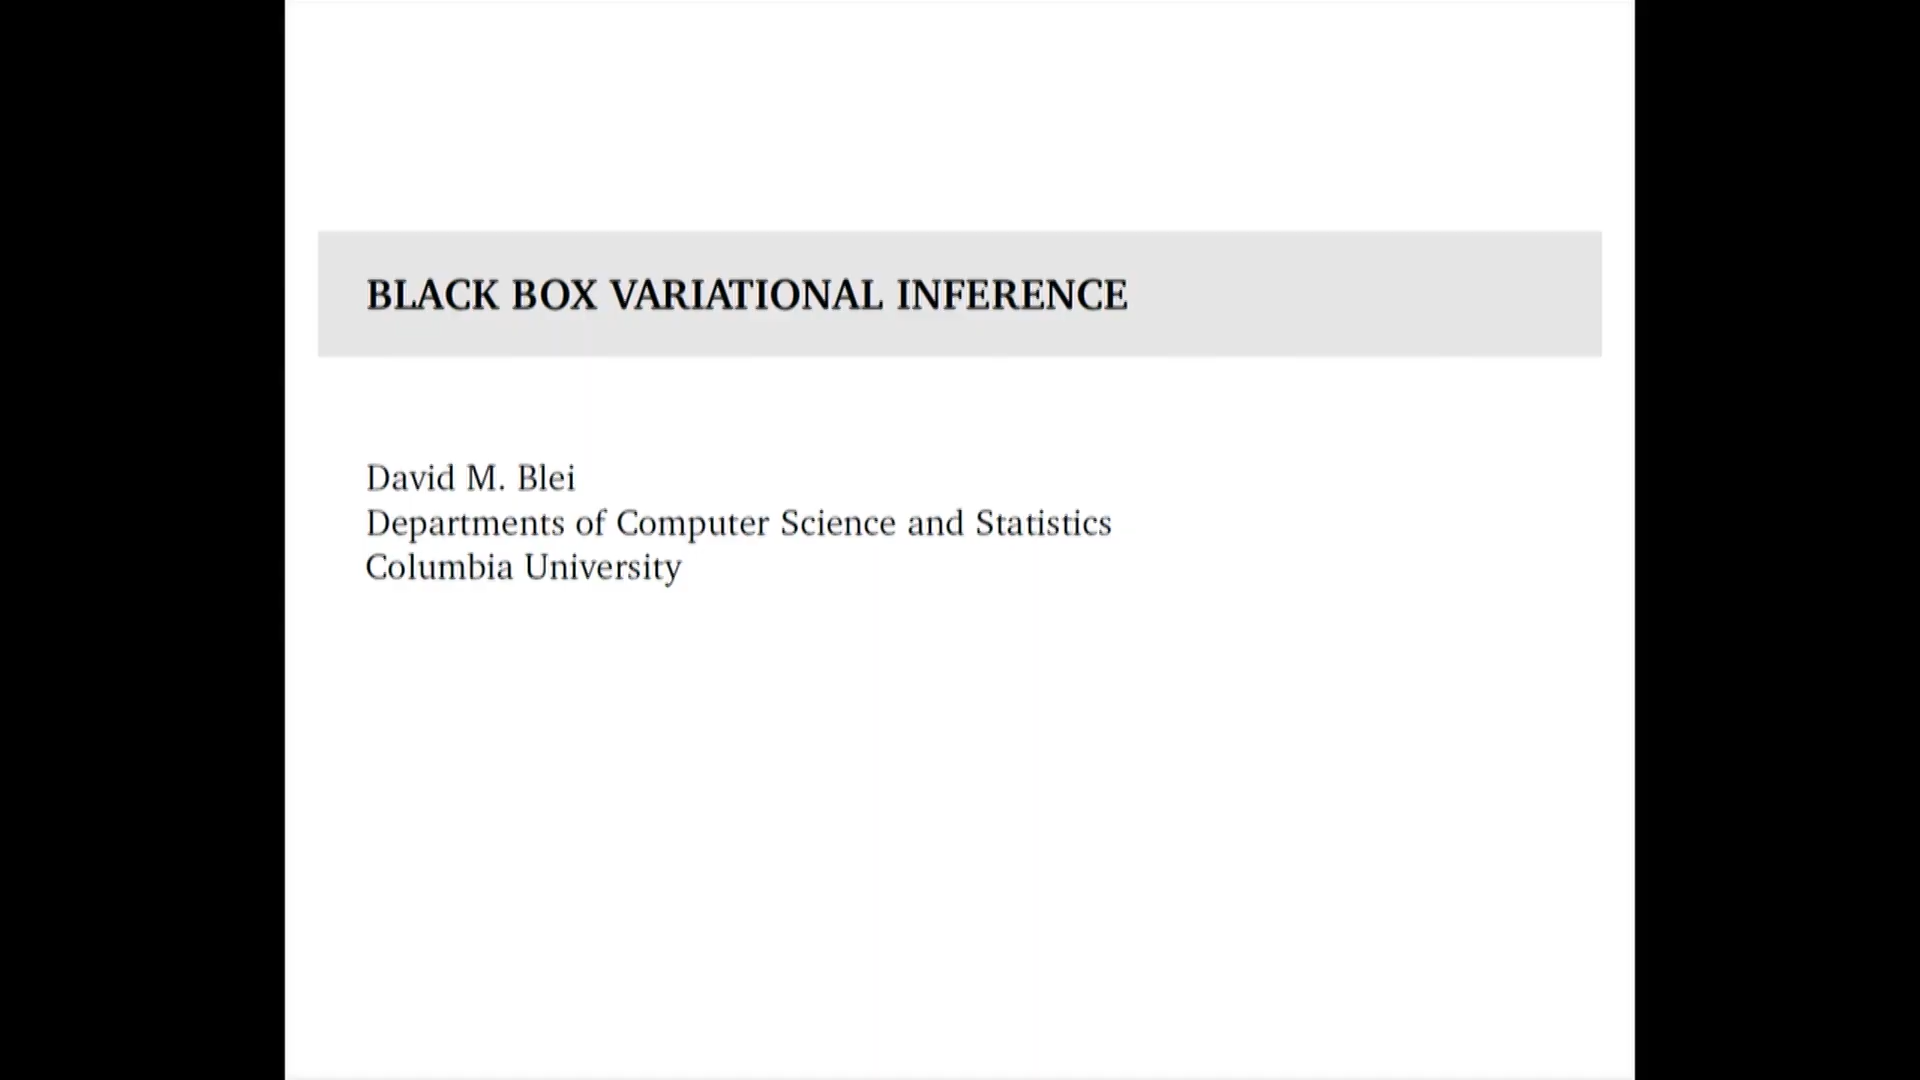 BLACK BOX VARIATIONAL INFERENCE
David M. Blei
Departments of Computer Science and Statistics
Columbia University